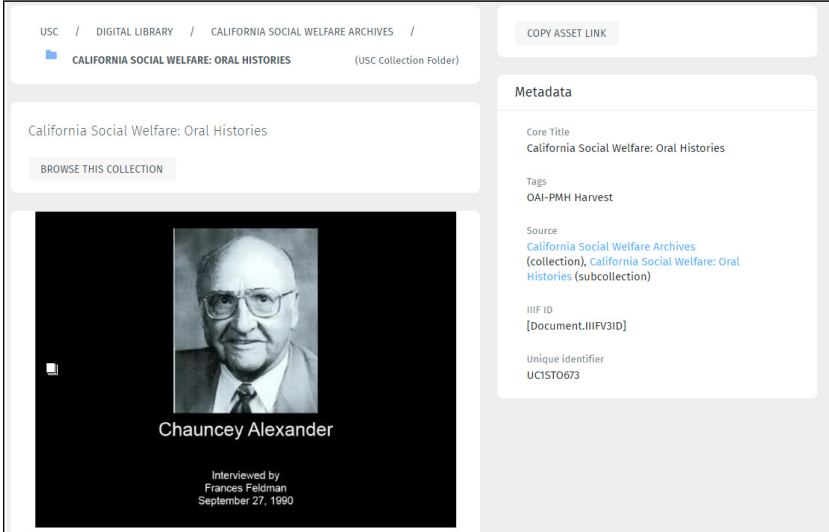 USC / DIGITAL LIBRARY / CALIFORNIA SOCIAL WELFARE ARCHIVES /
CALIFORNIA SOCIAL WELFARE: ORAL HISTORIES (USC Collection Folder)
California Social Welfare: Oral Histories
BROWSE THIS COLLECTION
Chauncey Alexander
Interviewed by
Frances Feldman
September 27, 1990
COPY ASSET LINK
Metadata
Core Title
California Social Welfare: Oral Histories
Tags
OAI-PMH Harvest
Source
California Social Welfare Archives
(collection), California Social Welfare: Oral
Histories (subcollection)
IIIF ID
[Document.IIIFV3ID]
Unique identifier
UC1STO673